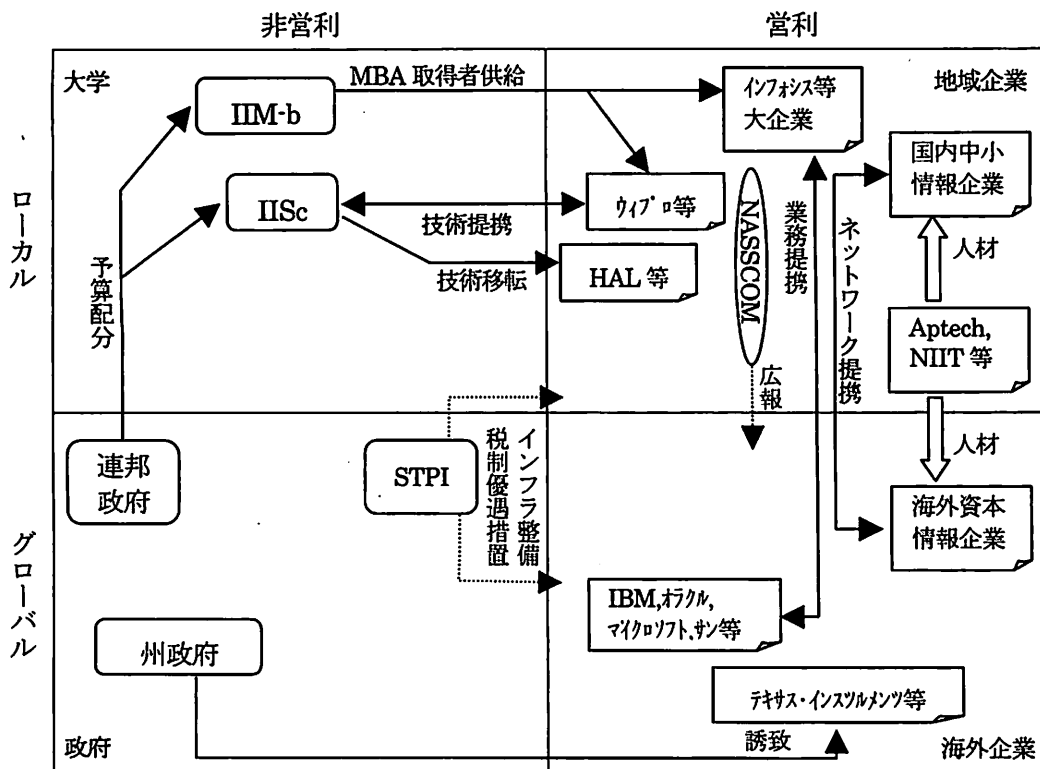 非営利
営利
大学
MBA 取得者供給
地域企業
IIM-b
インフォシス等
大企業
国内中小
情報企業
IISc
ウィプロ等
技術提携
技術移転
HAL 等
NASSCOM
業務提携
ネットワーク提携
人材
Aptech,
NIIT 等
ローカル
予算配分
広報
人材
連邦
政府
STPI
インフラ整備
税制優遇措置
海外資本
情報企業
グローバル
IBM,オラクル,
マイクロソフト,サン等
州政府
テキサス・インスツルメンツ等
政府
誘致
海外企業